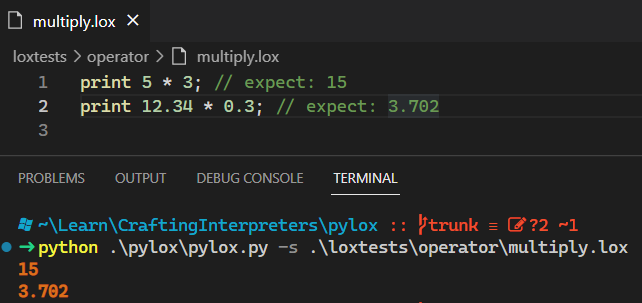 multiply.lox
loxtests > operator > multiply.lox
1 print 5 * 3; // expect: 15
2 print 12.34 * 0.3; // expect: 3.702
3
PROBLEMS OUTPUT DEBUG CONSOLE TERMINAL
~\Learn\CraftingInterpreters\pylox :: trunk ≡ ?2 ~1
➜python .\pylox\pylox.py -s .\loxtests\operator\multiply.lox
15
3.702